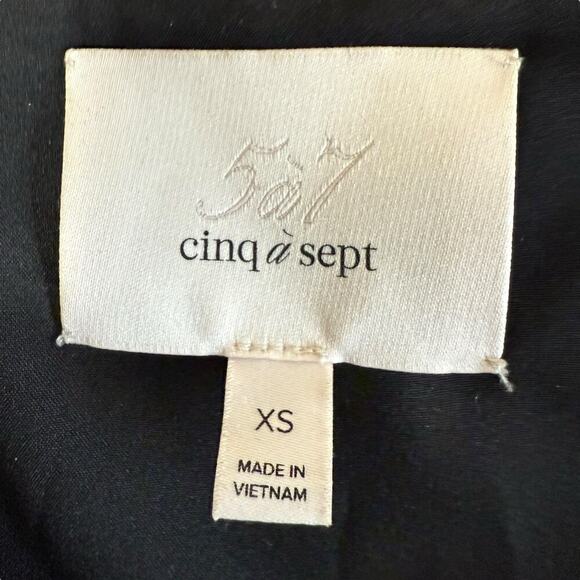 5à7
cinq à sept
XS
MADE IN
VIETNAM